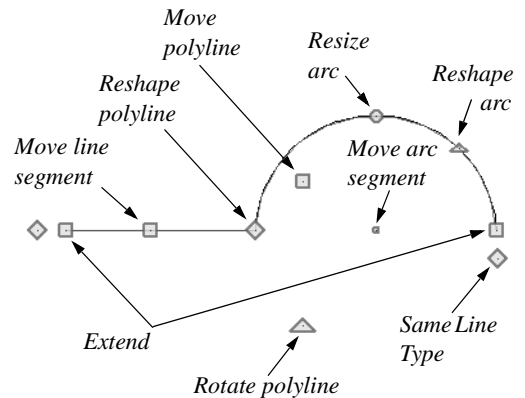 Move
polyline
Resize
arc
Reshape
polyline
Reshape
arc
Move line
segment
Move arc
segment
Extend
Same Line
Type
Rotate polyline